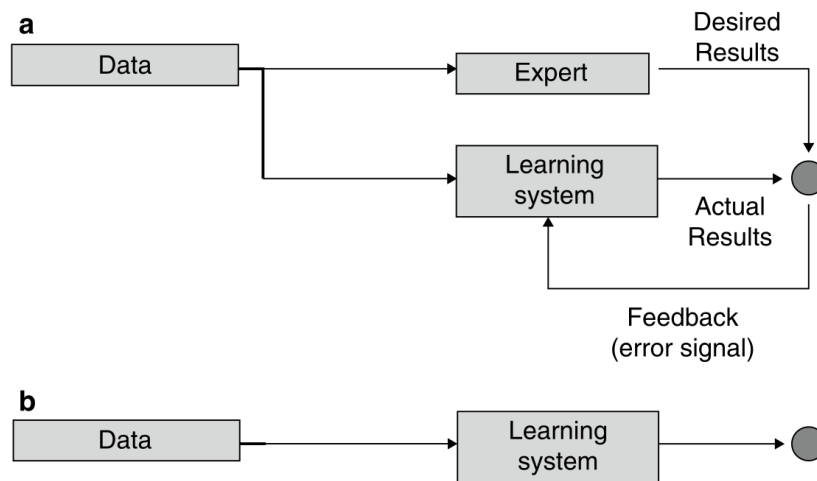 a
Data
Expert
Desired
Results
Learning
system
Actual
Results
Feedback
(error signal)
b
Data
Learning
system